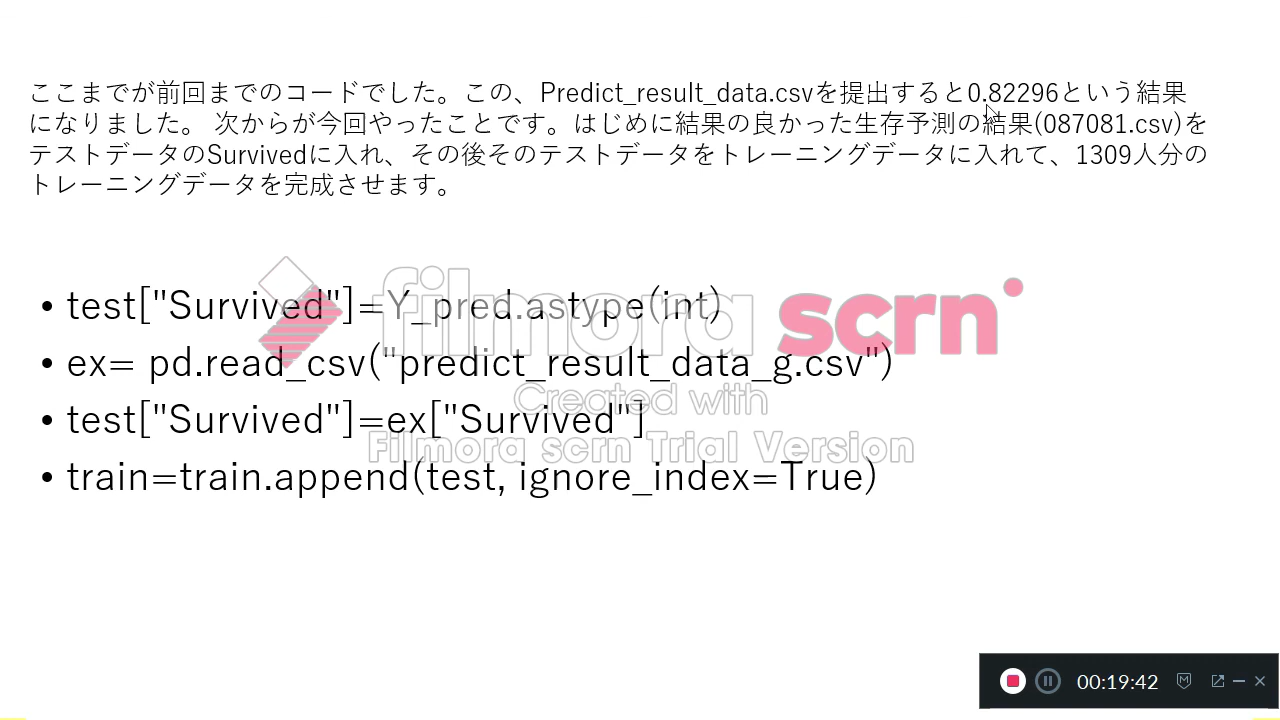 ここまでが前回までのコードでした。この、Predict_result_data.csvを提出すると0.82296という結果
になりました。 次からが今回やったことです。はじめに結果の良かった生存予測の結果(087081.csv)を
テストデータのSurvivedに入れ、その後そのテストデータをトレーニングデータに入れて、1309人分の
トレーニングデータを完成させます。
• test["Survived"]=Y_pred.astype(int)
• ex= pd.read_csv("predict_result_data_g.csv")
• test["Survived"]=ex["Survived"]
• train=train.append(test, ignore_index=True)
filmora scrn
Created with
Filmora scrn Trial Version
00:19:42